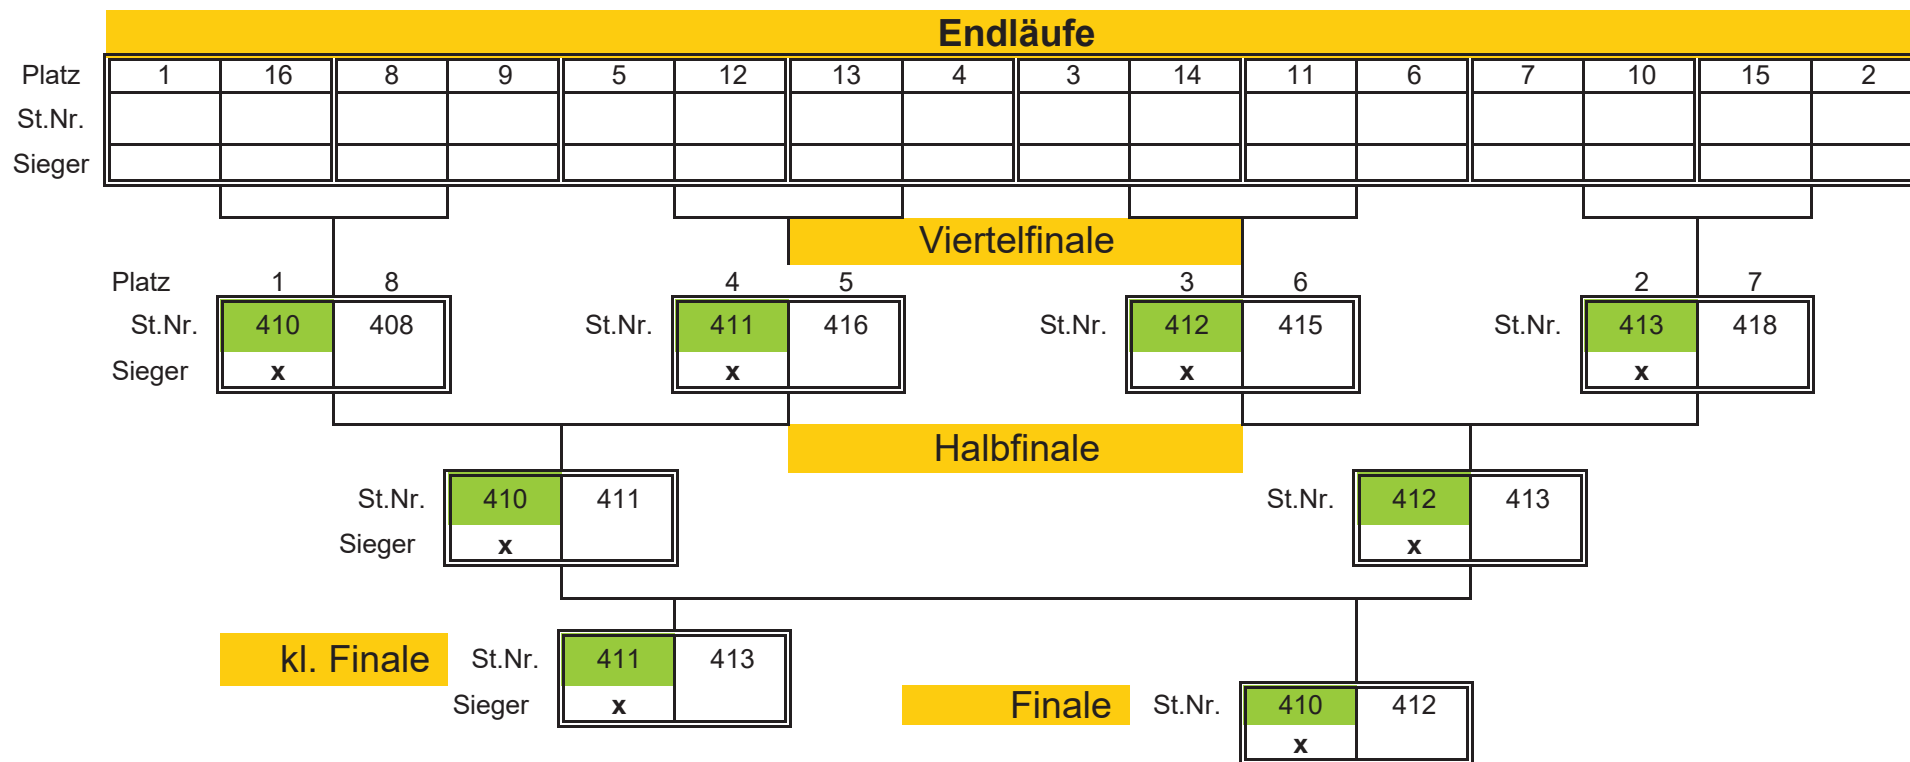 Endläufe
Platz 1 16 8 9 5 12 13 4 3 14 11 6 7 10 15 2
St.Nr.
Sieger
Viertelfinale
Platz 1 8 4 5 3 6 2 7
St.Nr. 410 408 St.Nr. 411 416 St.Nr. 412 415 St.Nr. 413 418
Sieger x x x x
Halbfinale
St.Nr. 410 411 St.Nr. 412 413
Sieger x x
kl. Finale St.Nr. 411 413
Sieger x
Finale St.Nr. 410 412
x